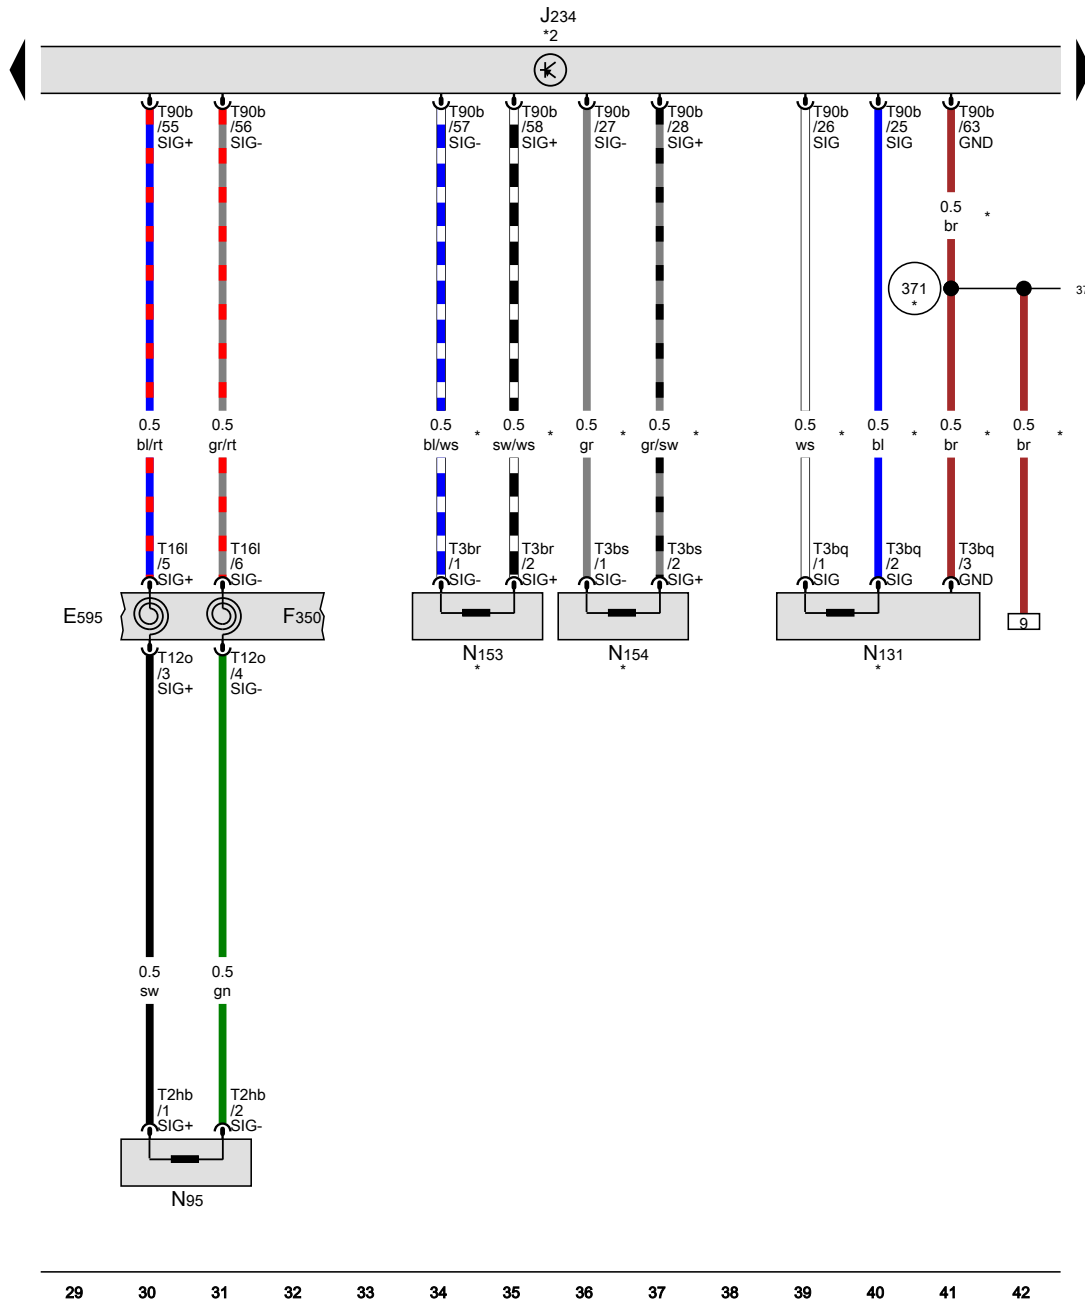 J234
*2
T90b
/55
SIG+
T90b
/56
SIG-
T90b
/57
SIG-
T90b
/58
SIG+
T90b
/27
SIG-
T90b
/28
SIG+
T90b
/26
SIG
T90b
/25
SIG
T90b
/63
GND
0.5
br
*
371
*
37
0.5
bl/rt
0.5
gr/rt
0.5
bl/ws
*
0.5
sw/ws
*
0.5
gr
*
0.5
gr/sw
*
0.5
ws
*
0.5
bl
*
0.5
br
*
0.5
br
*
T16l
/5
SIG+
T16l
/6
SIG-
T3br
/1
SIG-
T3br
/2
SIG+
T3bs
/1
SIG-
T3bs
/2
SIG+
T3bq
/1
SIG
T3bq
/2
SIG
T3bq
/3
GND
E595
F350
9
N153
*
N154
*
N131
*
T12o
/3
SIG+
T12o
/4
SIG-
0.5
sw
0.5
gn
T2hb
/1
SIG+
T2hb
/2
SIG-
N95
29 30 31 32 33 34 35 36 37 38 39 40 41 42